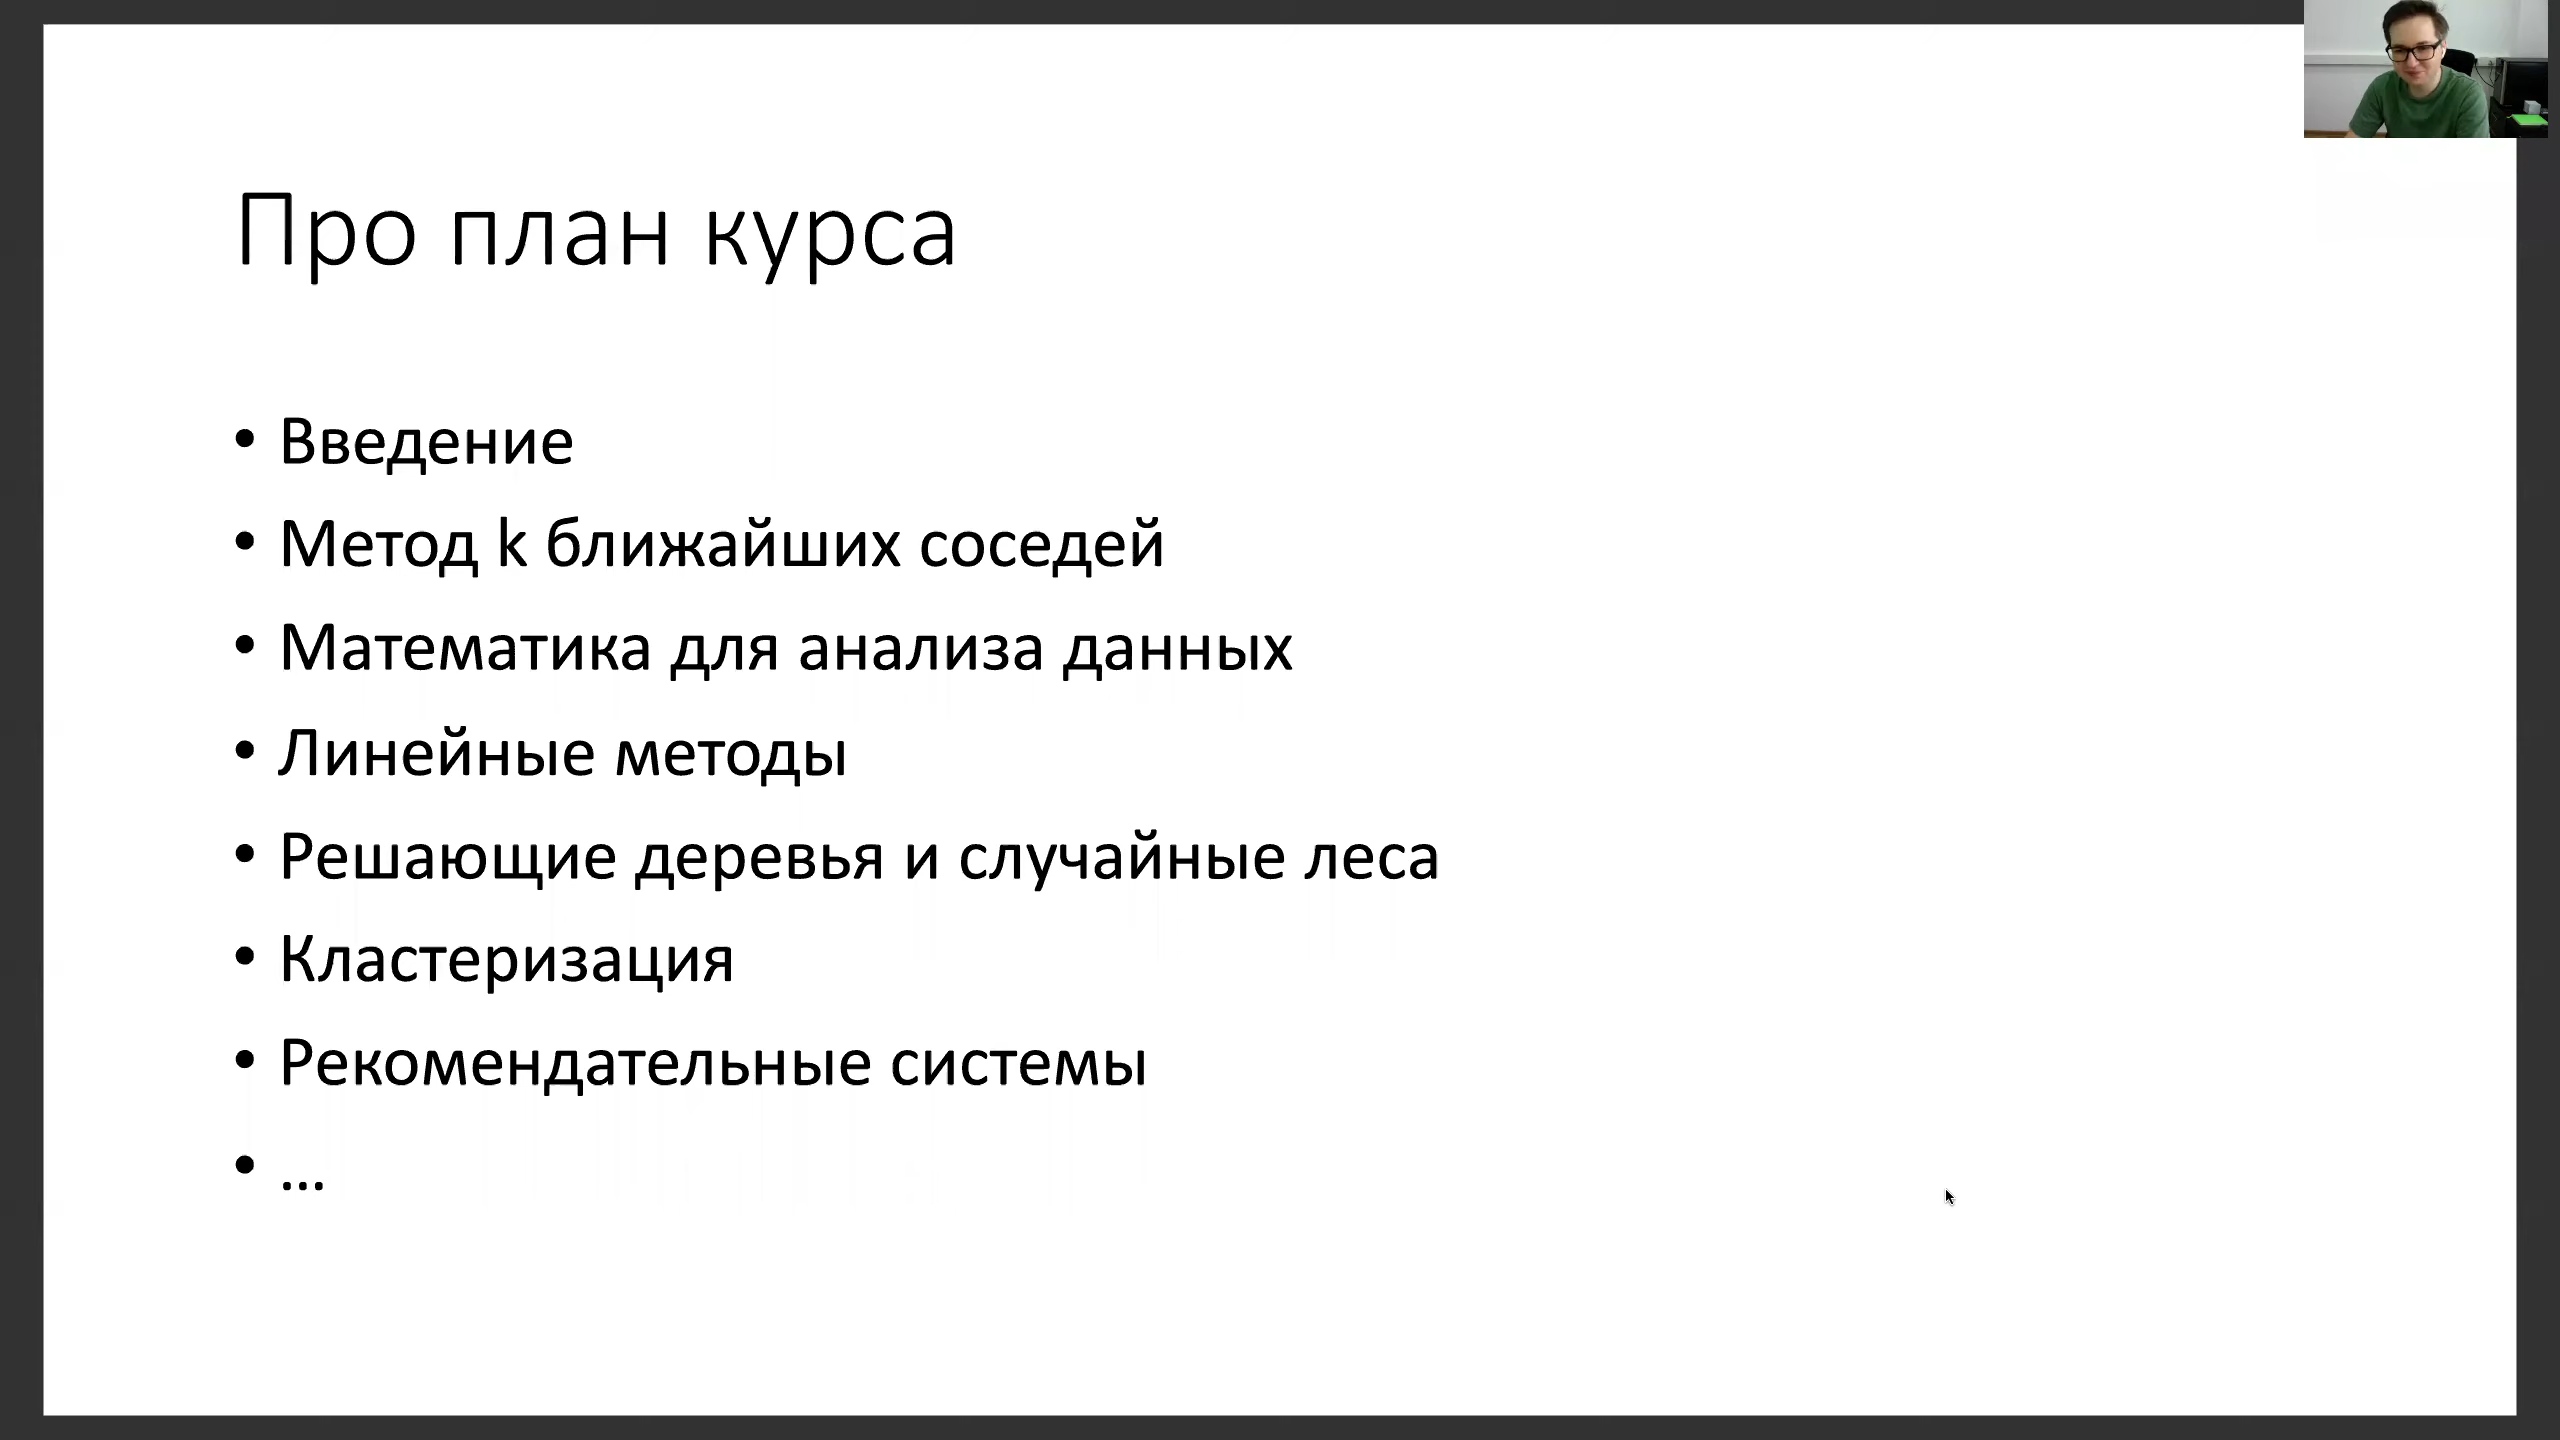 Про план курса
• Введение
• Метод k ближайших соседей
• Математика для анализа данных
• Линейные методы
• Решающие деревья и случайные леса
• Кластеризация
• Рекомендательные системы
• ...